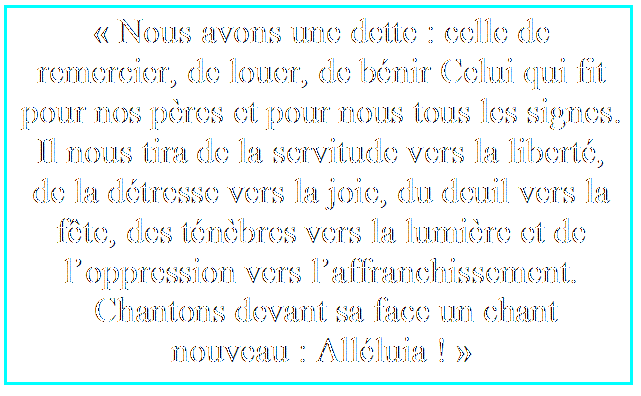 « Nous avons une dette : celle de
remercier, de louer, de bénir Celui qui fit
pour nos pères et pour nous tous les signes.
Il nous tira de la servitude vers la liberté,
de la détresse vers la joie, du deuil vers la
fête, des ténèbres vers la lumière et de
l’oppression vers l’affranchissement.
Chantons devant sa face un chant
nouveau : Alléluia ! »